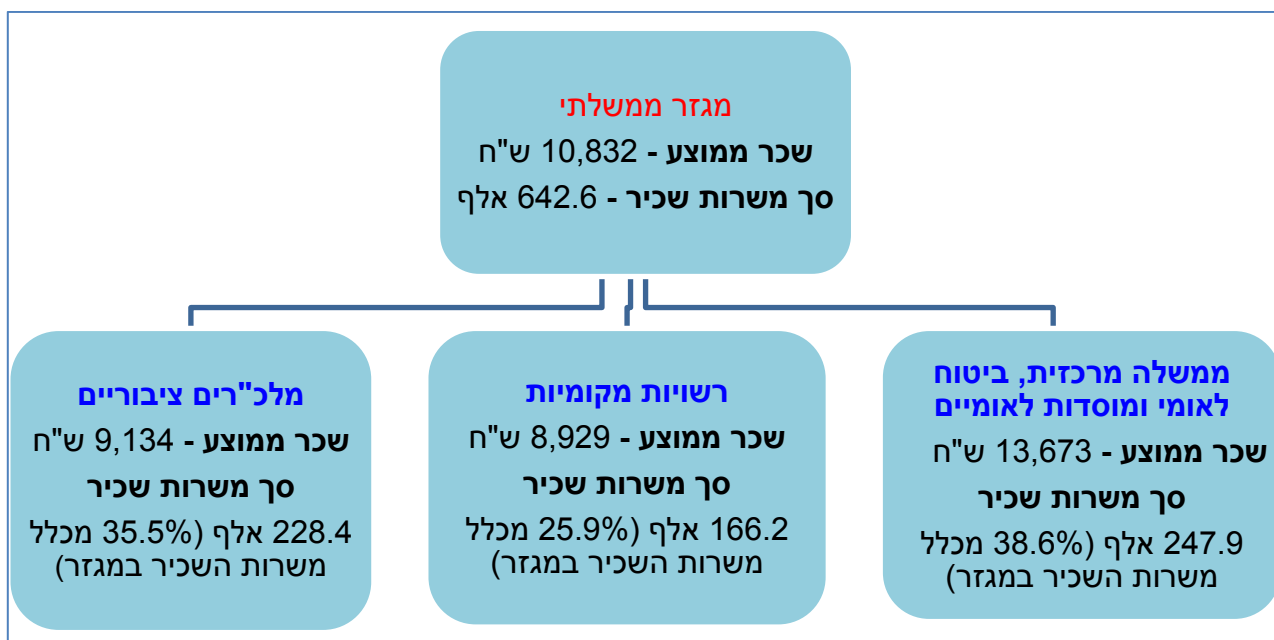 מגזר ממשלתי
שכר ממוצע - 10,832 ש"ח
סך משרות שכיר - 642.6 אלף
ממשלה מרכזית, ביטוח
לאומי ומוסדות לאומיים
שכר ממוצע - 13,673 ש"ח
סך משרות שכיר
247.9 אלף (38.6% מכלל
משרות השכיר במגזר)
רשויות מקומיות
שכר ממוצע - 8,929 ש"ח
סך משרות שכיר
166.2 אלף (25.9% מכלל
משרות השכיר במגזר)
מלכ"רים ציבוריים
שכר ממוצע - 9,134 ש"ח
סך משרות שכיר
228.4 אלף (35.5% מכלל
משרות השכיר במגזר)